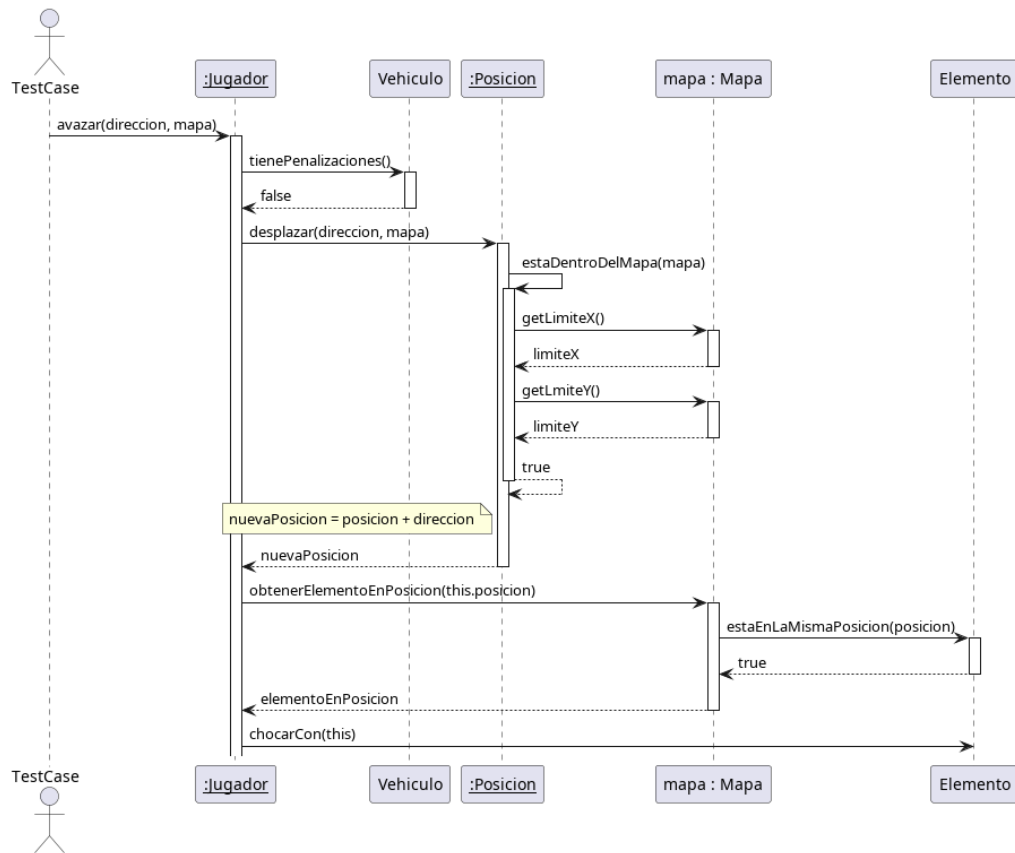 TestCase
:Jugador
Vehiculo
:Posicion
mapa : Mapa
Elemento
avazar(direccion, mapa)
tienePenalizaciones()
false
desplazar(direccion, mapa)
estaDentroDelMapa(mapa)
getLimiteX()
limiteX
getLmiteY()
limiteY
true
nuevaPosicion = posicion + direccion
nuevaPosicion
obtenerElementoEnPosicion(this.posicion)
estaEnLaMismaPosicion(posicion)
true
elementoEnPosicion
chocarCon(this)
TestCase
:Jugador
Vehiculo
:Posicion
mapa : Mapa
Elemento